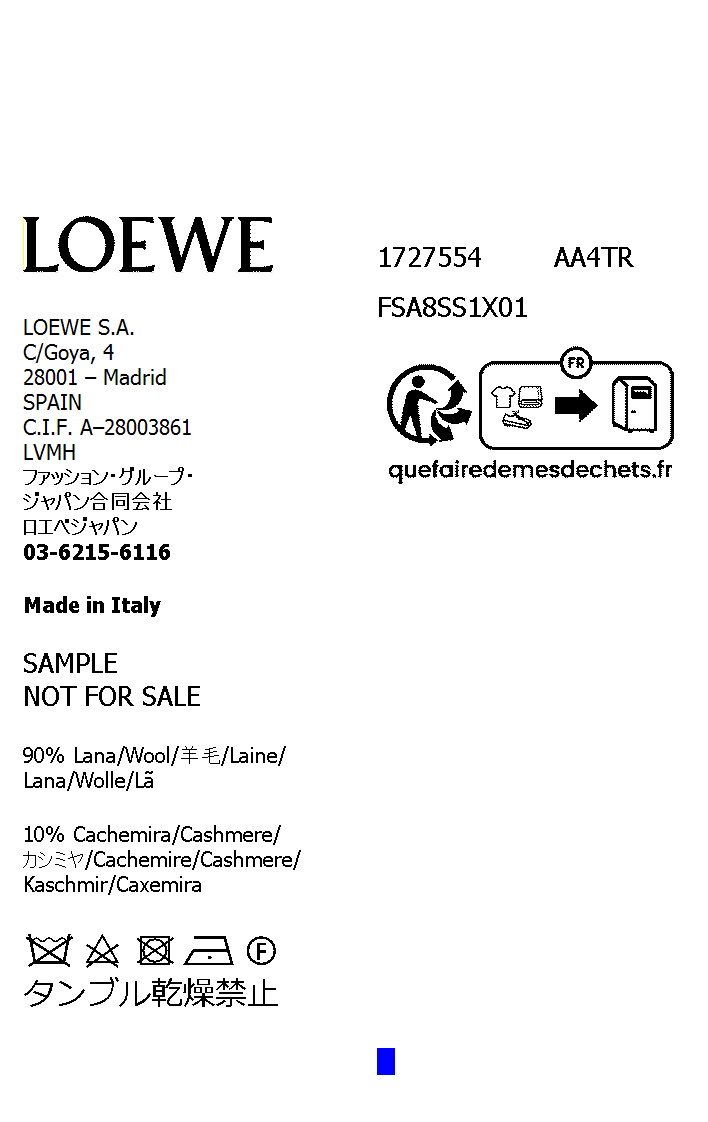 LOEWE
LOEWE S.A.
C/Goya, 4
28001 – Madrid
SPAIN
C.I.F. A–28003861
LVMH
ファッション・グループ・
ジャパン合同会社
ロエベジャパン
03-6215-6116
Made in Italy
SAMPLE
NOT FOR SALE
90% Lana/Wool/羊毛/Laine/
Lana/Wolle/Lã
10% Cachemira/Cashmere/
カシミヤ/Cachemire/Cashmere/
Kaschmir/Caxemira
F
タンブル乾燥禁止
1727554 AA4TR
FSA8SS1X01
FR
quefairedemesdechets.fr